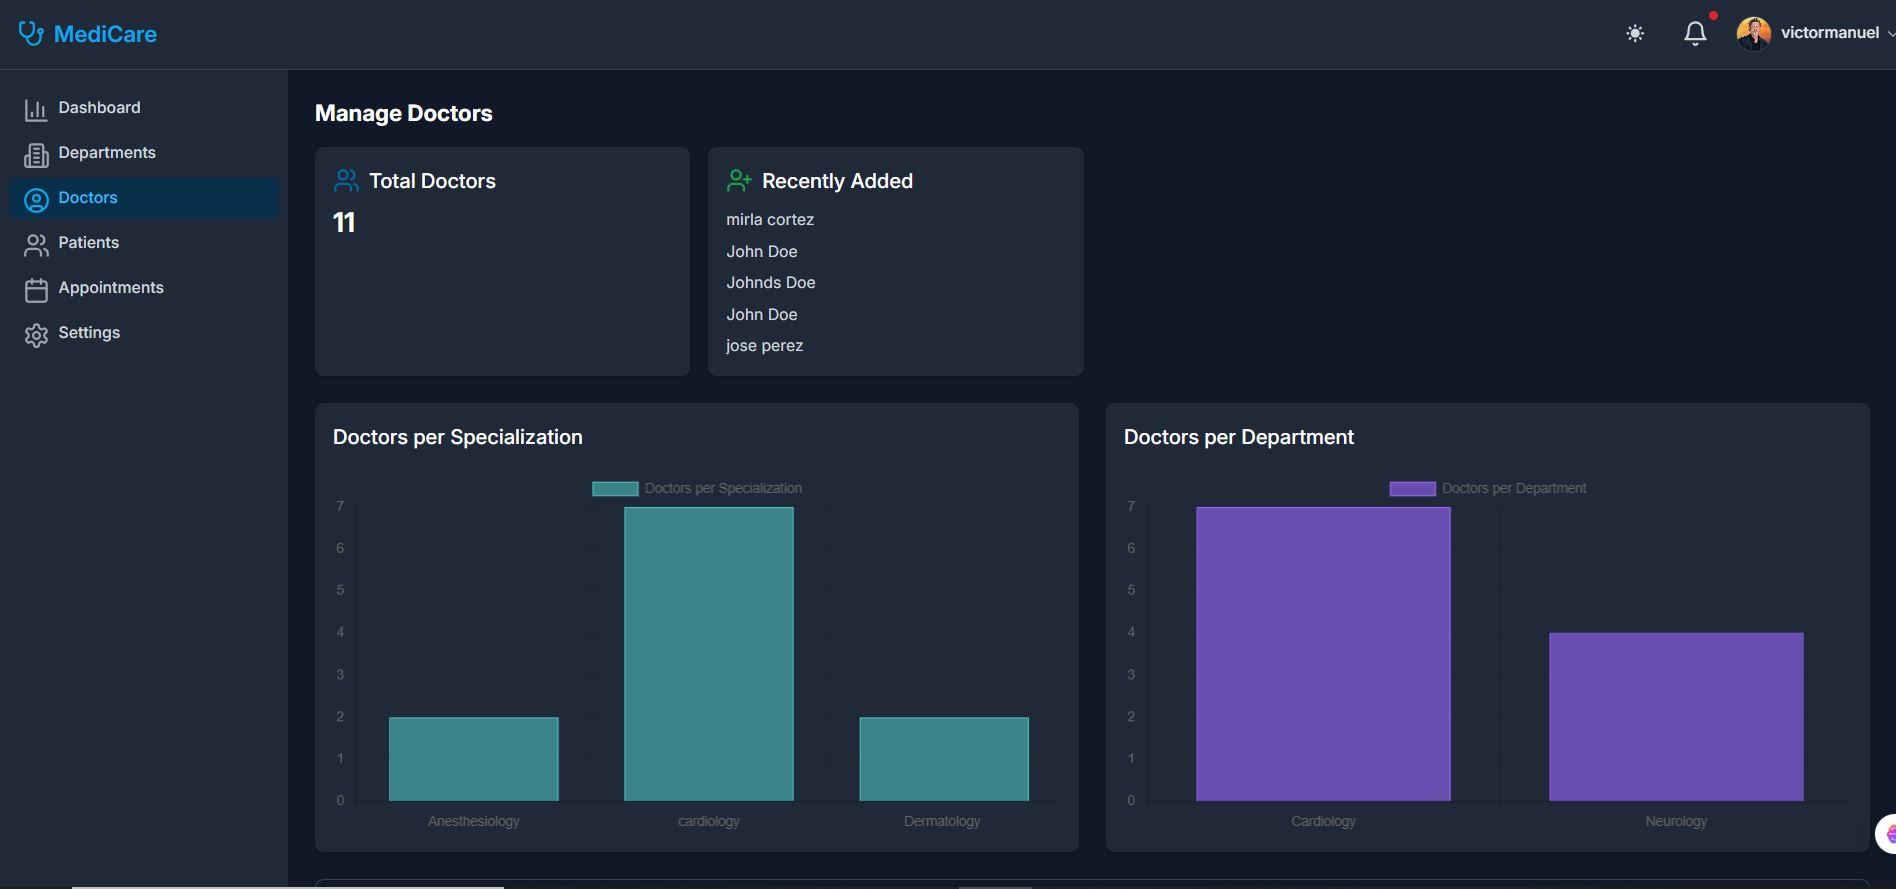 MediCare
victormanuel
Dashboard
Departments
Doctors
Patients
Appointments
Settings
Manage Doctors
Total Doctors
11
Recently Added
mirla cortez
John Doe
Johnds Doe
John Doe
jose perez
Doctors per Specialization
Doctors per Specialization
7
6
5
4
3
2
1
0
Anesthesiology cardiology Dermatology
Doctors per Department
Doctors per Department
7
6
5
4
3
2
1
0
Cardiology Neurology